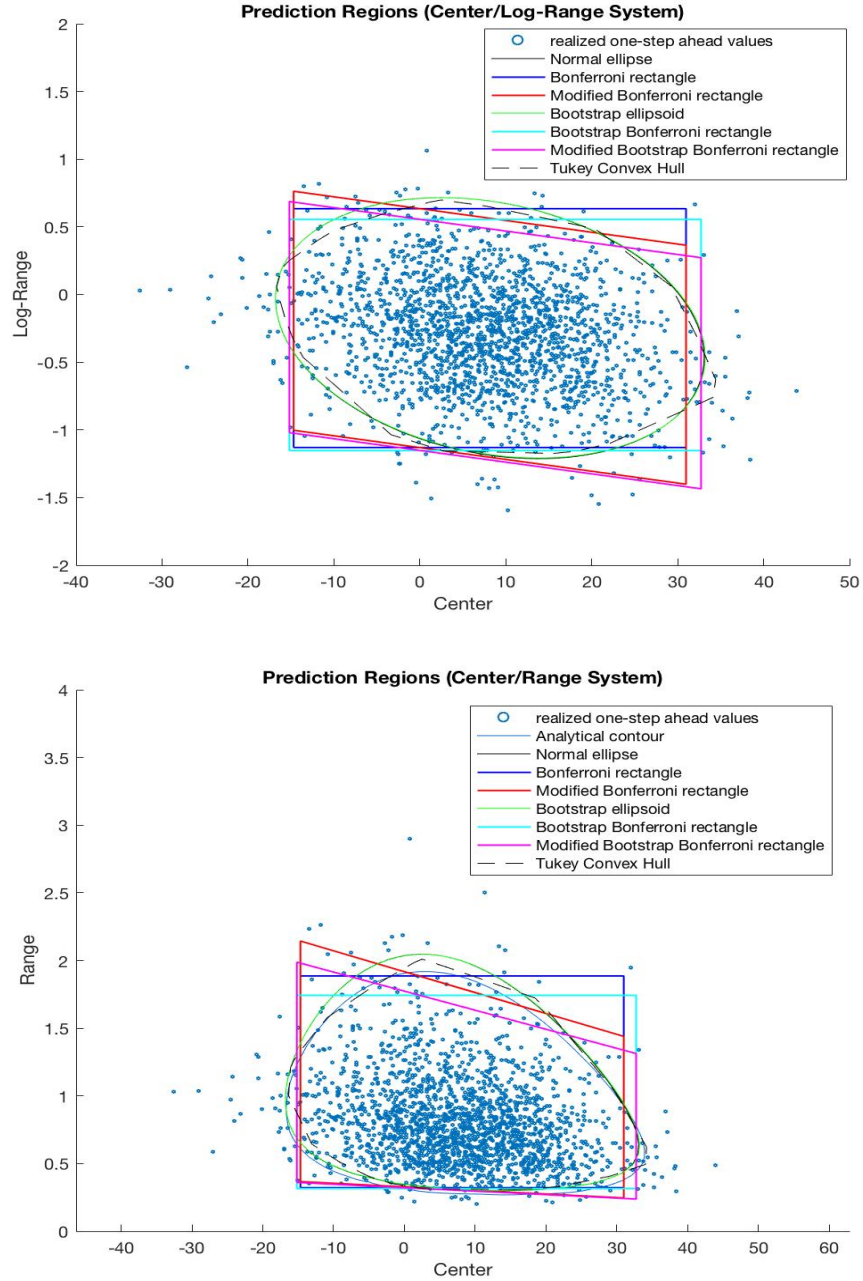 Prediction Regions (Center/Log-Range System)
2
1.5
1
0.5
0
-0.5
-1
-1.5
-2
Log-Range
realized one-step ahead values
Normal ellipse
Bonferroni rectangle
Modified Bonferroni rectangle
Bootstrap ellipsoid
Bootstrap Bonferroni rectangle
Modified Bootstrap Bonferroni rectangle
Tukey Convex Hull
-40 -30 -20 -10 0 10 20 30 40 50
Center
Prediction Regions (Center/Range System)
4
3.5
3
2.5
2
1.5
1
0.5
0
Range
realized one-step ahead values
Analytical contour
Normal ellipse
Bonferroni rectangle
Modified Bonferroni rectangle
Bootstrap ellipsoid
Bootstrap Bonferroni rectangle
Modified Bootstrap Bonferroni rectangle
Tukey Convex Hull
-40 -30 -20 -10 0 10 20 30 40 50 60
Center